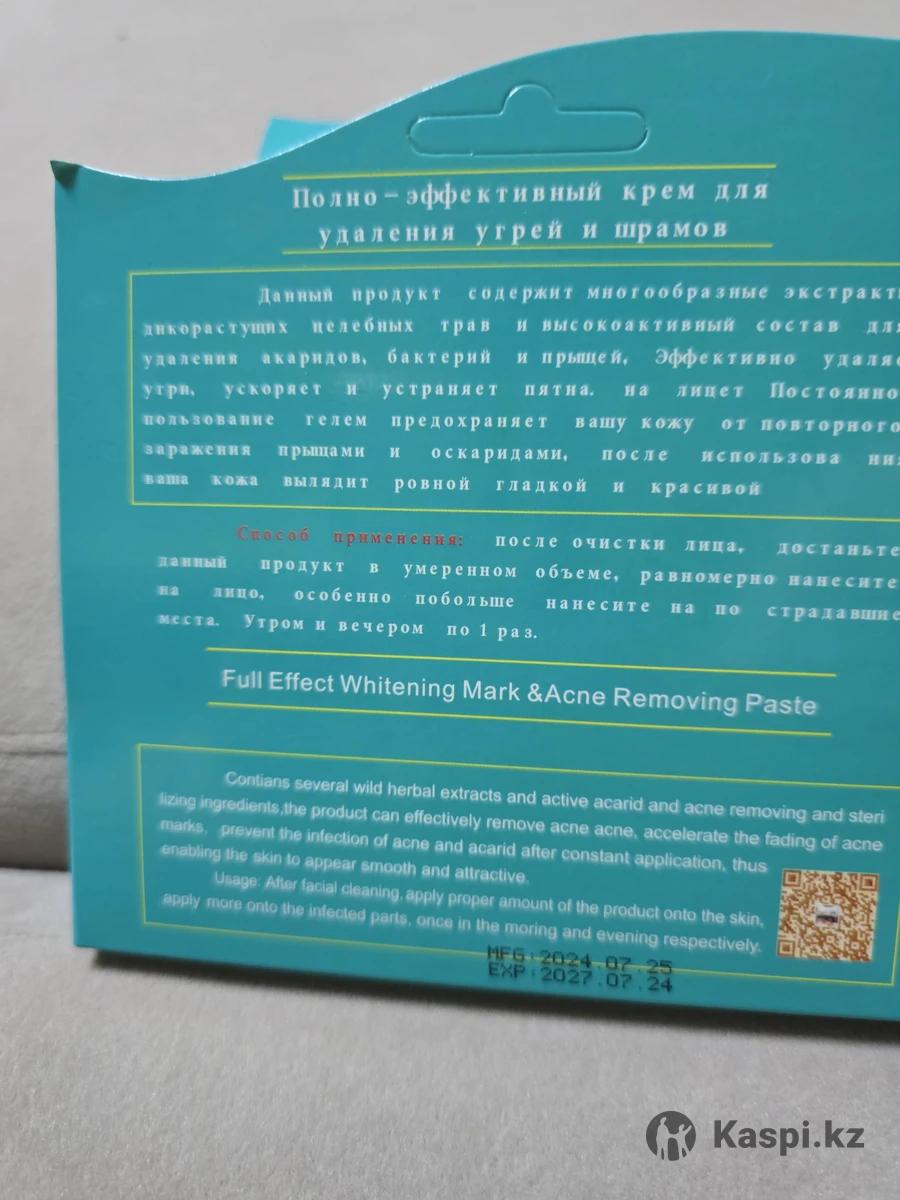 Полно-эффективный крем для
удаления угрей и шрамов
Данный продукт содержит многообразные экстракты
дикорастущих целебных трав и высокоактивный состав для
удаления акаридов, бактерий и прыщей, Эффективно удаляе
угри, ускоряет и устраняет пятна. на лицет Постоянно
пользование гелем предохраняет вашу кожу от повторного
заражения прыщами и оскаридами, после использова ния
ваша кожа вылядит ровной гладкой и красивой
Способ применения: после очистки лица, достаньте
данный продукт в умеренном объеме, равномерно нанесите
на лицо, особенно побольше нанесите на по страдавшие
места. Утром и вечером по 1 раз.
Full Effect Whitening Mark &Acne Removing Paste
Contians several wild herbal extracts and active acarid and acne removing and steri
lizing ingredients,the product can effectively remove acne acne, accelerate the fading of acne
marks, prevent the infection of acne and acarid after constant application, thus
enabling the skin to appear smooth and attractive.
Usage: After facial cleaning, apply proper amount of the product onto the skin,
apply more onto the infected parts, once in the moring and evening respectively.
MFG:2024.07.25
EXP:2027.07.24
Kaspi.kz